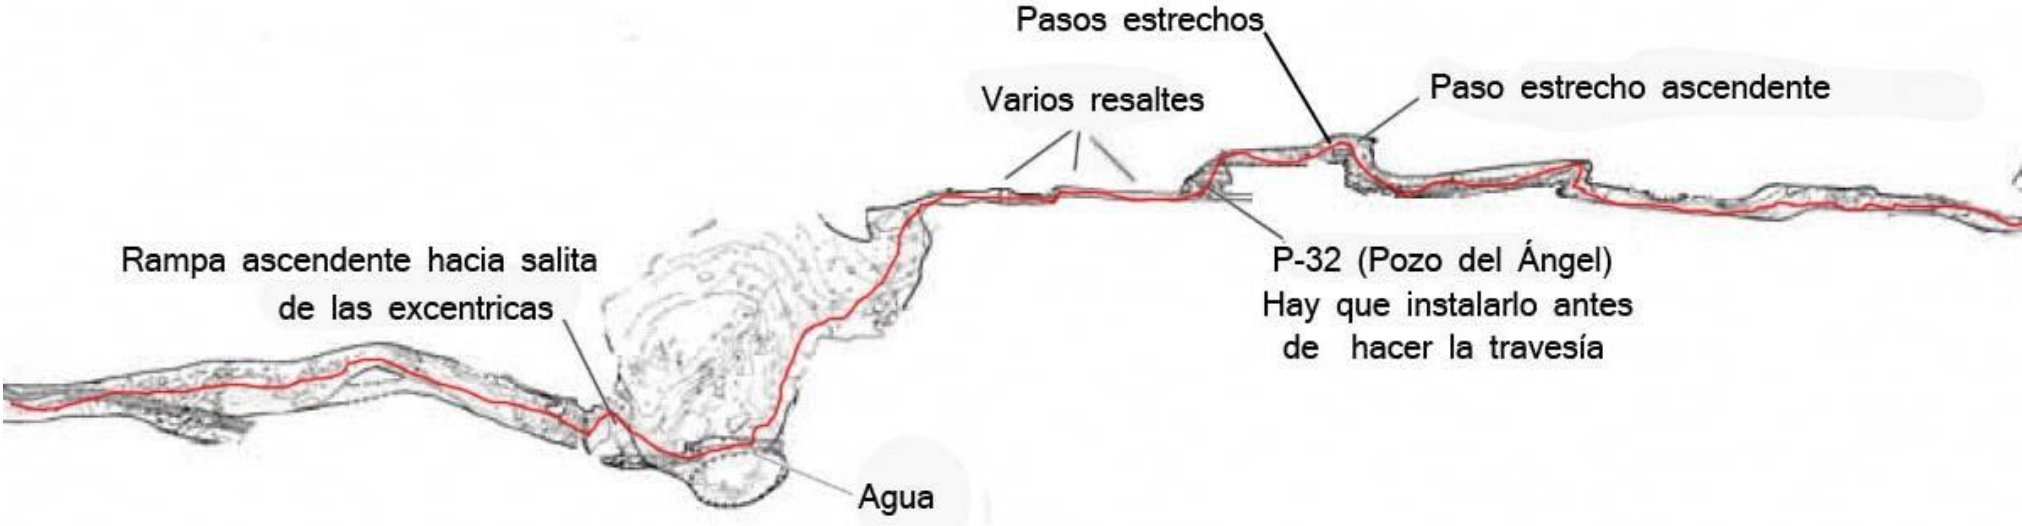 Pasos estrechos
Paso estrecho ascendente
Varios resaltes
Rampa ascendente hacia salita
de las excentricas
P-32 (Pozo del Ángel)
Hay que instalarlo antes
de hacer la travesía
Agua